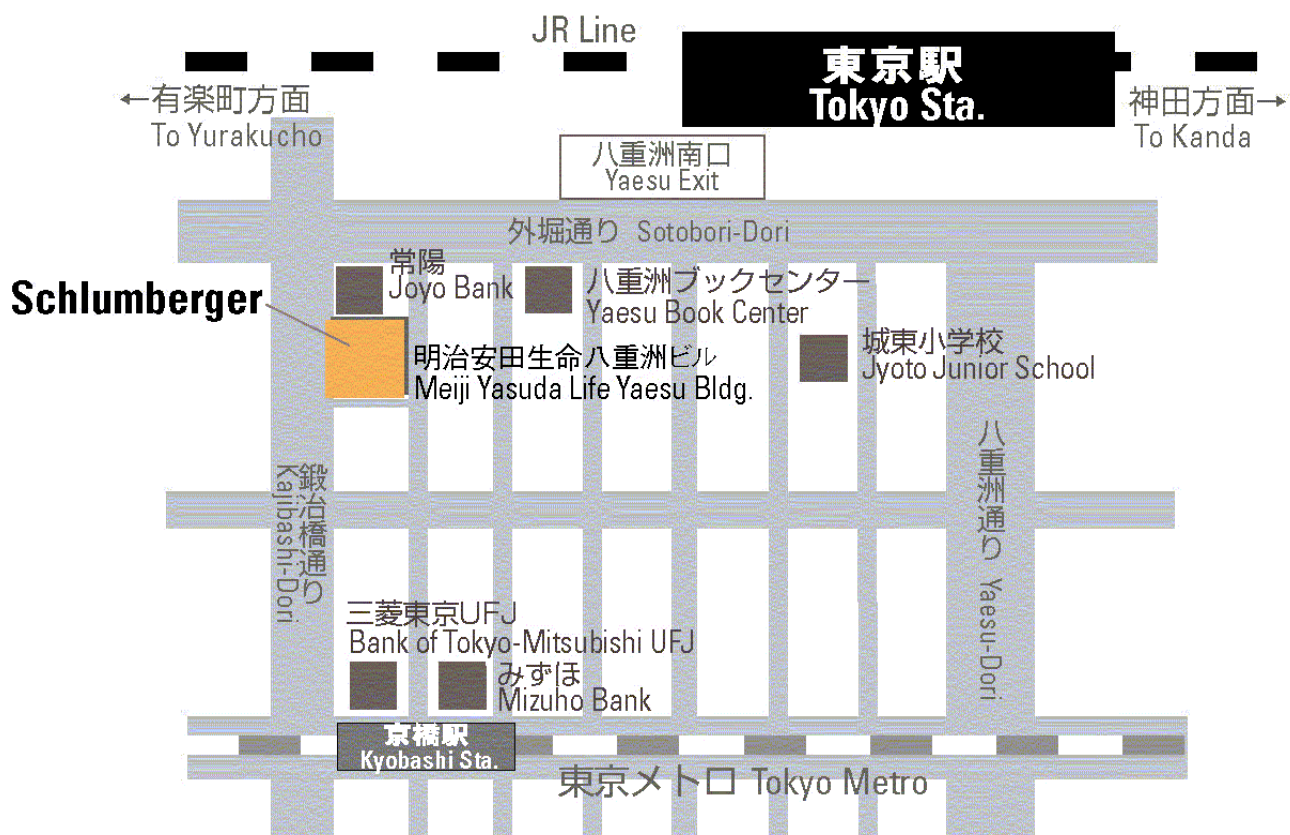 JR Line
東京駅
Tokyo Sta.
←有楽町方面
To Yurakucho
神田方面→
To Kanda
八重洲南口
Yaesu Exit
外堀通り Sotobori-Dori
常陽
Joyo Bank
八重洲ブックセンター
Yaesu Book Center
Schlumberger
明治安田生命八重洲ビル
Meiji Yasuda Life Yaesu Bldg.
城東小学校
Jyoto Junior School
鍛冶橋通り
Kajibashi-Dori
八重洲通り Yaesu-Dori
三菱東京UFJ
Bank of Tokyo-Mitsubishi UFJ
みずほ
Mizuho Bank
京橋駅
Kyobashi Sta.
東京メトロ Tokyo Metro